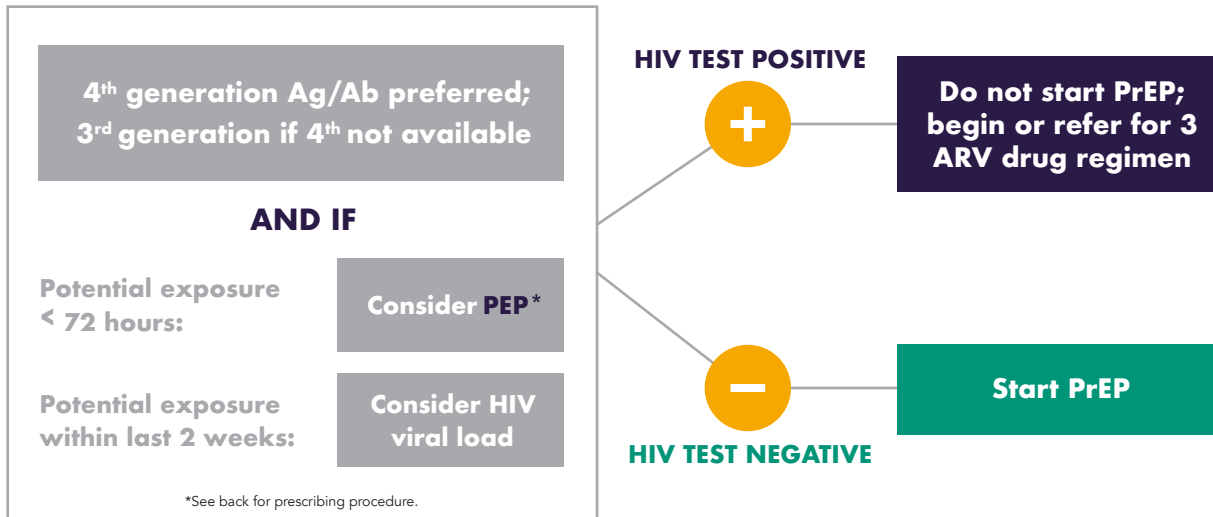 4th generation Ag/Ab preferred;
3rd generation if 4th not available
AND IF
Potential exposure
< 72 hours:
Consider PEP*
Potential exposure
within last 2 weeks:
Consider HIV
viral load
*See back for prescribing procedure.
HIV TEST POSITIVE
+
Do not start PrEP;
begin or refer for 3
ARV drug regimen
−
HIV TEST NEGATIVE
Start PrEP